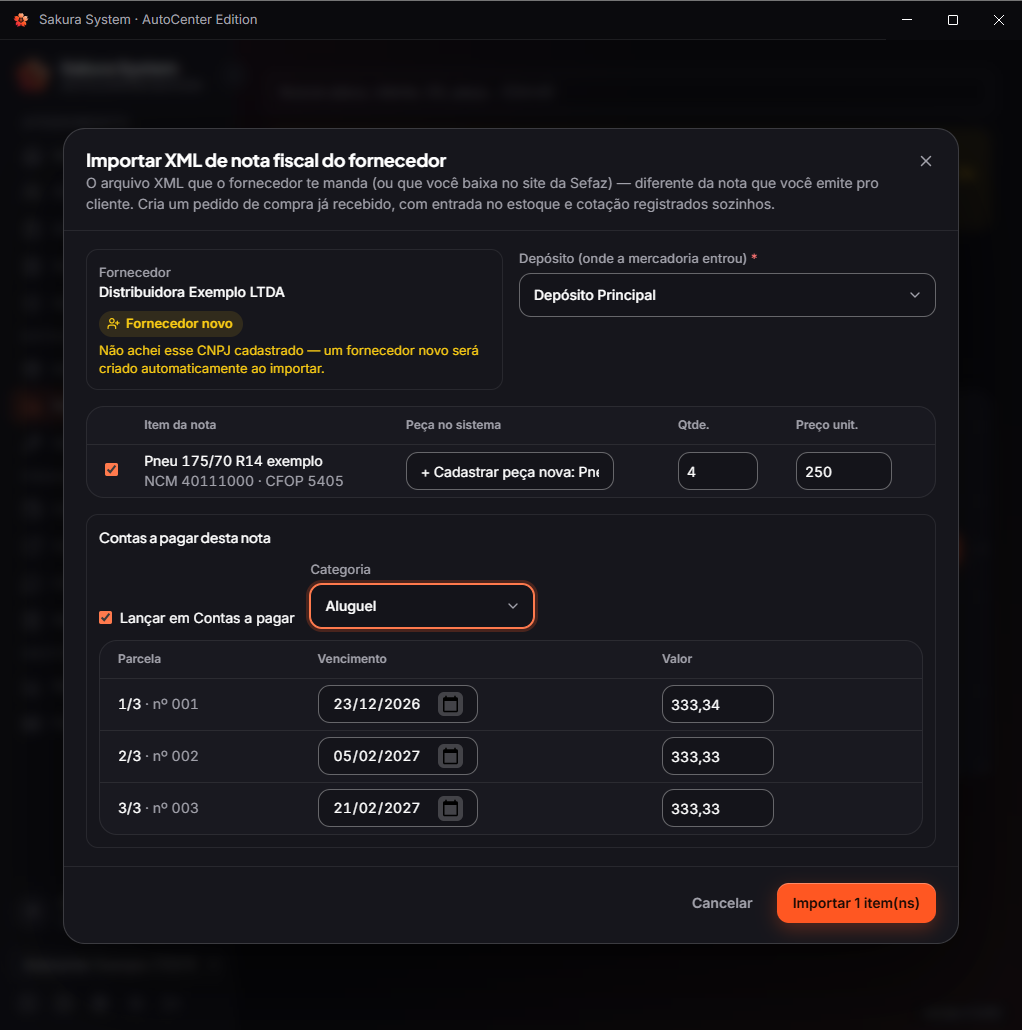 Sakura System · AutoCenter Edition
Importar XML de nota fiscal do fornecedor
O arquivo XML que o fornecedor te manda (ou que você baixa no site da Sefaz) — diferente da nota que você emite pro
cliente. Cria um pedido de compra já recebido, com entrada no estoque e cotação registrados sozinhos.
Fornecedor
Distribuidora Exemplo LTDA
Fornecedor novo
Não achei esse CNPJ cadastrado — um fornecedor novo será
criado automaticamente ao importar.
Depósito (onde a mercadoria entrou) *
Depósito Principal
Item da nota Peça no sistema Qtde. Preço unit.
Pneu 175/70 R14 exemplo
NCM 40111000 · CFOP 5405
+ Cadastrar peça nova: Pne
4
250
Contas a pagar desta nota
Categoria
Lançar em Contas a pagar
Aluguel
Parcela Vencimento Valor
1/3 · nº 001 23/12/2026 333,34
2/3 · nº 002 05/02/2027 333,33
3/3 · nº 003 21/02/2027 333,33
Cancelar
Importar 1 item(ns)